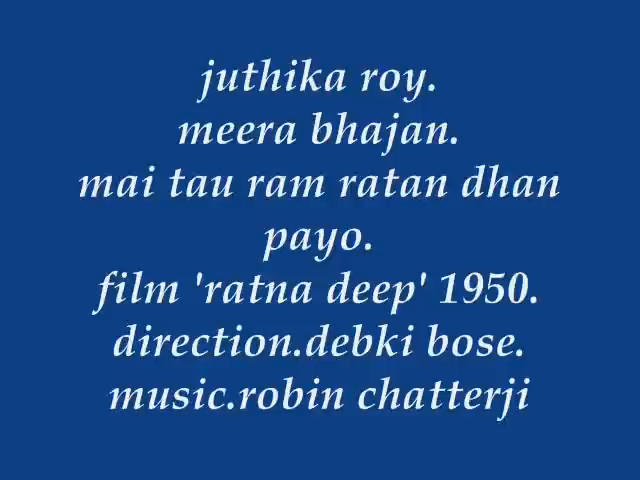 juthika roy.
meera bhajan.
mai tau ram ratan dhan
payo.
film 'ratna deep' 1950.
direction.debki bose.
music.robin chatterji